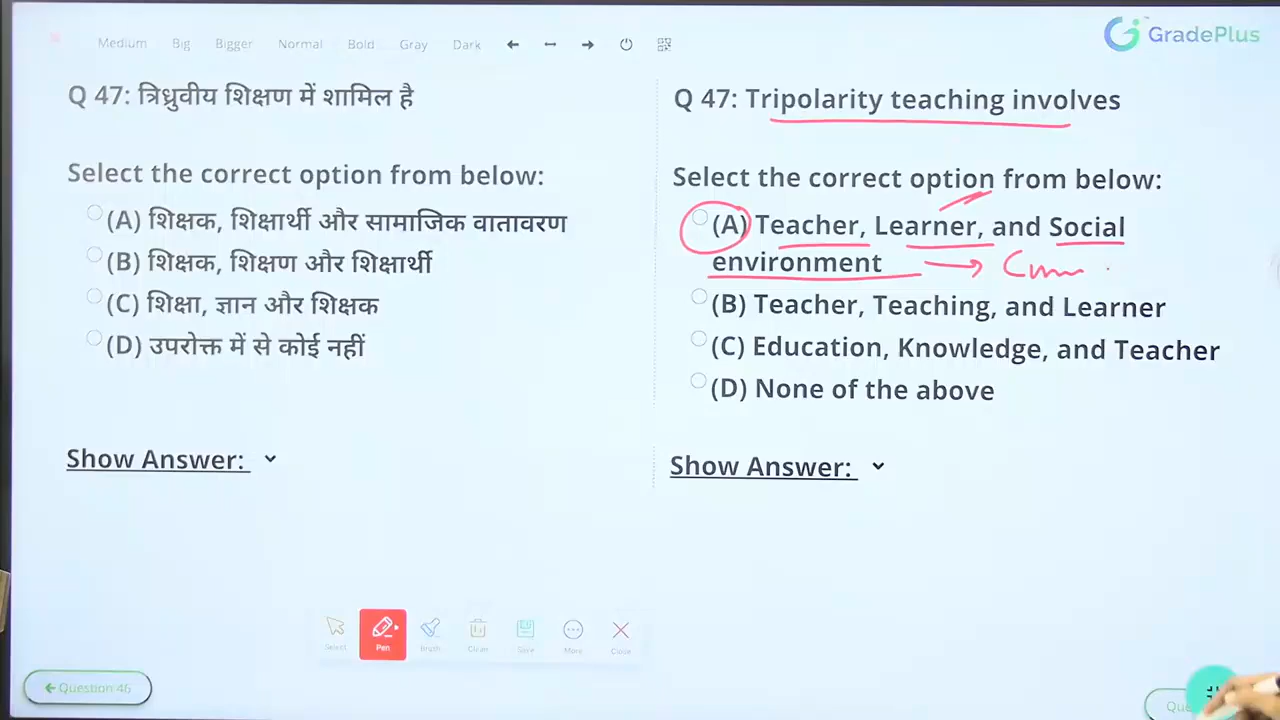 GradePlus
Medium Big Bigger Normal Bold Gray Dark
Q 47: त्रिध्रुवीय शिक्षण में शामिल है
Select the correct option from below:
(A) शिक्षक, शिक्षार्थी और सामाजिक वातावरण
(B) शिक्षक, शिक्षण और शिक्षार्थी
(C) शिक्षा, ज्ञान और शिक्षक
(D) उपरोक्त में से कोई नहीं
Show Answer:
Q 47: Tripolarity teaching involves
Select the correct option from below:
(A) Teacher, Learner, and Social
environment
(B) Teacher, Teaching, and Learner
(C) Education, Knowledge, and Teacher
(D) None of the above
Show Answer:
Select Pen Brush Clean Save More Close
Question 46